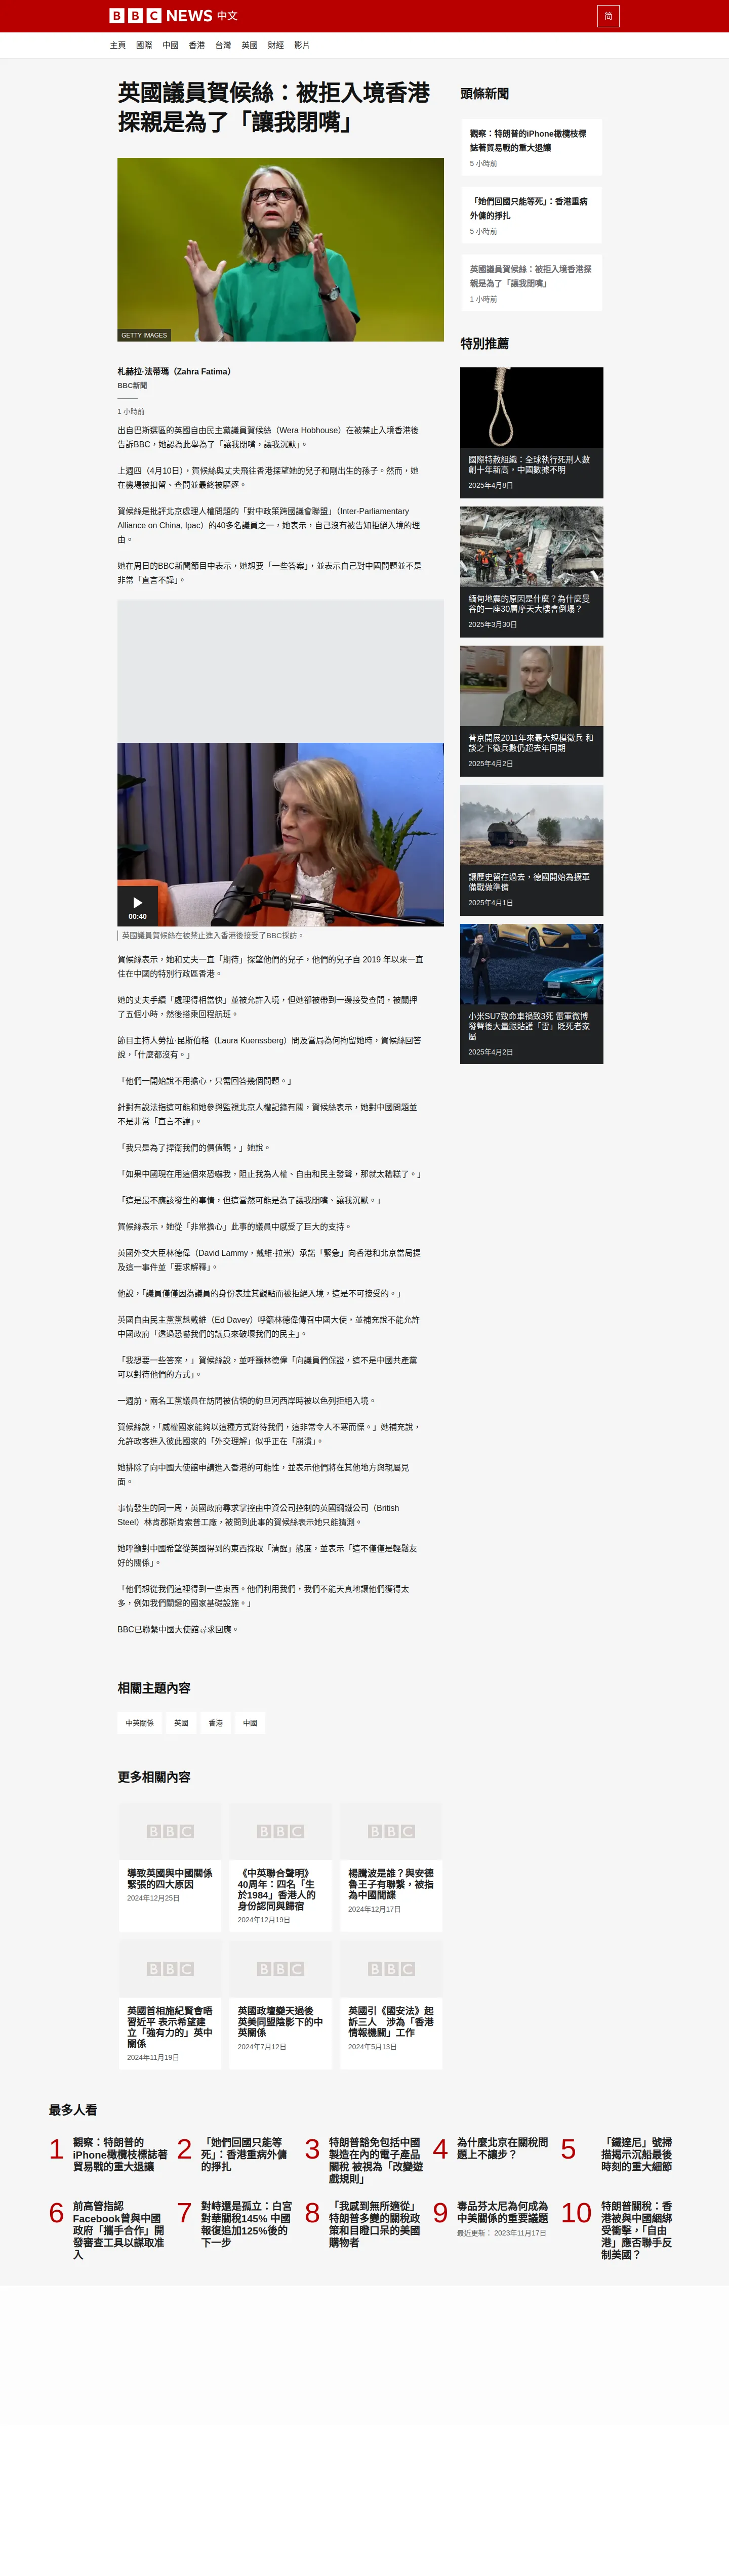 BBC NEWS 中文
简
主頁 國際 中國 香港 台灣 英國 財經 影片
英國議員賀候絲：被拒入境香港
探親是為了「讓我閉嘴」
GETTY IMAGES
札赫拉·法蒂瑪（Zahra Fatima）
BBC新聞
1 小時前
出自巴斯選區的英國自由民主黨議員賀候絲（Wera Hobhouse）在被禁止入境香港後
告訴BBC，她認為此舉為了「讓我閉嘴，讓我沉默」。
上週四（4月10日），賀候絲與丈夫飛往香港探望她的兒子和剛出生的孫子。然而，她
在機場被扣留、查問並最終被驅逐。
賀候絲是批評北京處理人權問題的「對中政策跨國議會聯盟」（Inter-Parliamentary
Alliance on China, Ipac）的40多名議員之一，她表示，自己沒有被告知拒絕入境的理
由。
她在周日的BBC新聞節目中表示，她想要「一些答案」，並表示自己對中國問題並不是
非常「直言不諱」。
00:40
英國議員賀候絲在被禁止進入香港後接受了BBC採訪。
賀候絲表示，她和丈夫一直「期待」探望他們的兒子，他們的兒子自 2019 年以來一直
住在中國的特別行政區香港。
她的丈夫手續「處理得相當快」並被允許入境，但她卻被帶到一邊接受查問，被關押
了五個小時，然後搭乘回程航班。
節目主持人勞拉·昆斯伯格（Laura Kuenssberg）問及當局為何拘留她時，賀候絲回答
說，「什麼都沒有。」
「他們一開始說不用擔心，只需回答幾個問題。」
針對有說法指這可能和她參與監視北京人權記錄有關，賀候絲表示，她對中國問題並
不是非常「直言不諱」。
「我只是為了捍衛我們的價值觀，」她說。
「如果中國現在用這個來恐嚇我，阻止我為人權、自由和民主發聲，那就太糟糕了。」
「這是最不應該發生的事情，但這當然可能是為了讓我閉嘴、讓我沉默。」
賀候絲表示，她從「非常擔心」此事的議員中感受了巨大的支持。
英國外交大臣林德偉（David Lammy，戴維·拉米）承諾「緊急」向香港和北京當局提
及這一事件並「要求解釋」。
他說，「議員僅僅因為議員的身份表達其觀點而被拒絕入境，這是不可接受的。」
英國自由民主黨黨魁戴維（Ed Davey）呼籲林德偉傳召中國大使，並補充說不能允許
中國政府「透過恐嚇我們的議員來破壞我們的民主」。
「我想要一些答案，」賀候絲說，並呼籲林德偉「向議員們保證，這不是中國共產黨
可以對待他們的方式」。
一週前，兩名工黨議員在訪問被佔領的約旦河西岸時被以色列拒絕入境。
賀候絲說，「威權國家能夠以這種方式對待我們，這非常令人不寒而慄。」她補充說，
允許政客進入彼此國家的「外交理解」似乎正在「崩潰」。
她排除了向中國大使館申請進入香港的可能性，並表示他們將在其他地方與親屬見
面。
事情發生的同一周，英國政府尋求掌控由中資公司控制的英國鋼鐵公司（British
Steel）林肯郡斯肯索普工廠，被問到此事的賀候絲表示她只能猜測。
她呼籲對中國希望從英國得到的東西採取「清醒」態度，並表示「這不僅僅是輕鬆友
好的關係」。
「他們想從我們這裡得到一些東西。他們利用我們，我們不能天真地讓他們獲得太
多，例如我們關鍵的國家基礎設施。」
BBC已聯繫中國大使館尋求回應。
相關主題內容
中英關係 英國 香港 中國
更多相關內容
BBC BBC BBC
導致英國與中國關係
緊張的四大原因
2024年12月25日
《中英聯合聲明》
40周年：四名「生
於1984」香港人的
身份認同與歸宿
2024年12月19日
楊騰波是誰？與安德
魯王子有聯繫，被指
為中國間諜
2024年12月17日
BBC BBC BBC
英國首相施紀賢會晤
習近平 表示希望建
立「強有力的」英中
關係
2024年11月19日
英國政壇變天過後
英美同盟陰影下的中
英關係
2024年7月12日
英國引《國安法》起
訴三人　涉為「香港
情報機關」工作
2024年5月13日
頭條新聞
觀察：特朗普的iPhone橄欖枝標
誌著貿易戰的重大退讓
5 小時前
「她們回國只能等死」：香港重病
外傭的掙扎
5 小時前
英國議員賀候絲：被拒入境香港探
親是為了「讓我閉嘴」
1 小時前
特別推薦
國際特赦組織：全球執行死刑人數
創十年新高，中國數據不明
2025年4月8日
緬甸地震的原因是什麼？為什麼曼
谷的一座30層摩天大樓會倒塌？
2025年3月30日
普京開展2011年來最大規模徵兵 和
談之下徵兵數仍超去年同期
2025年4月2日
讓歷史留在過去，德國開始為擴軍
備戰做準備
2025年4月1日
小米SU7致命車禍致3死 雷軍微博
發聲後大量跟貼護「雷」貶死者家
屬
2025年4月2日
最多人看
1
觀察：特朗普的
iPhone橄欖枝標誌著
貿易戰的重大退讓
2
「她們回國只能等
死」：香港重病外傭
的掙扎
3
特朗普豁免包括中國
製造在內的電子產品
關稅 被視為「改變遊
戲規則」
4
為什麼北京在關稅問
題上不讓步？
5
「鐵達尼」號掃
描揭示沉船最後
時刻的重大細節
6
前高管指認
Facebook曾與中國
政府「攜手合作」開
發審查工具以謀取准
入
7
對峙還是孤立：白宮
對華關稅145% 中國
報復追加125%後的
下一步
8
「我感到無所適從」
特朗普多變的關稅政
策和目瞪口呆的美國
購物者
9
毒品芬太尼為何成為
中美關係的重要議題
最近更新： 2023年11月17日
10
特朗普關稅：香
港被與中國綑綁
受衝擊，「自由
港」應否聯手反
制美國？